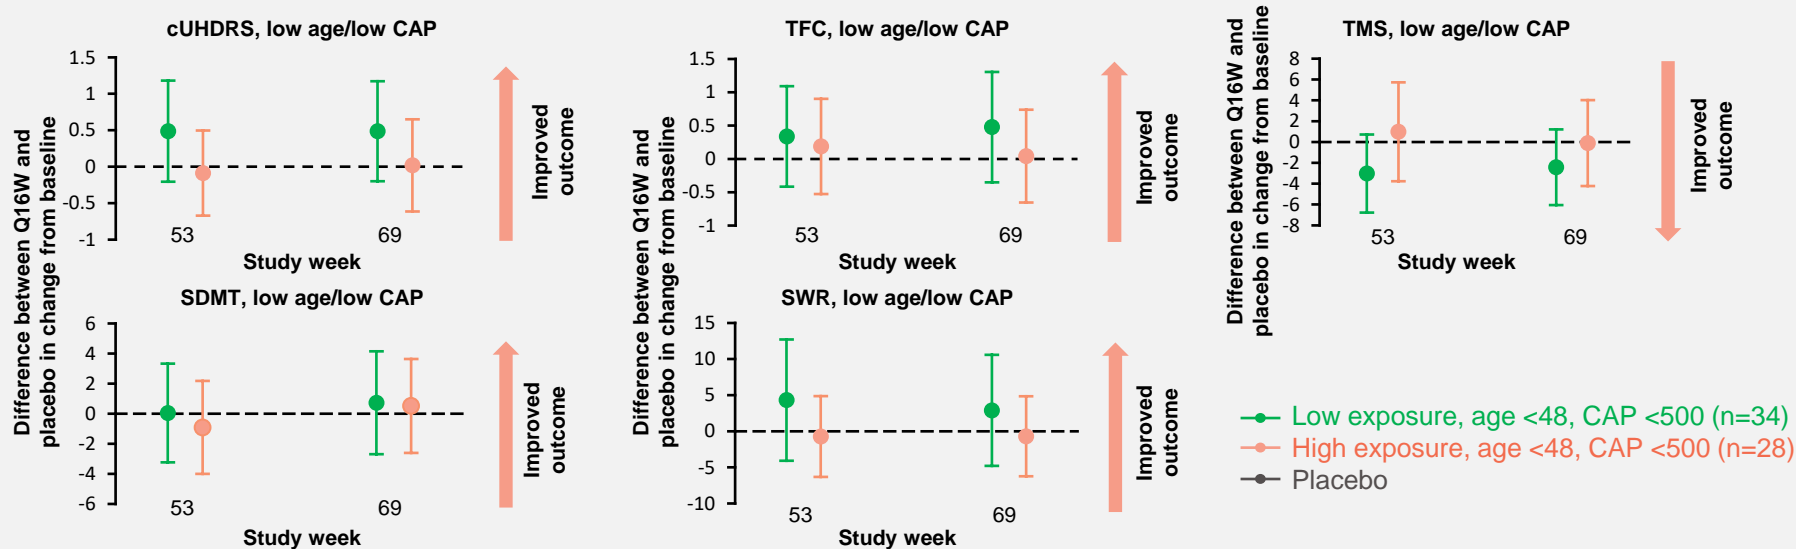 cUHDRS, low age/low CAP
Difference between Q16W and
placebo in change from baseline
1.5
1
0.5
0
-0.5
-1
53
69
Study week
Improved
outcome
TFC, low age/low CAP
Difference between Q16W and
placebo in change from baseline
1.5
1
0.5
0
-0.5
-1
53
69
Study week
Improved
outcome
TMS, low age/low CAP
Difference between Q16W and
placebo in change from baseline
8
6
4
2
0
-2
-4
-6
-8
53
69
Study week
Improved
outcome
SDMT, low age/low CAP
6
4
2
0
-2
-4
-6
53
69
Study week
Improved
outcome
SWR, low age/low CAP
15
10
5
0
-5
-10
53
69
Study week
Improved
outcome
Low exposure, age <48, CAP <500 (n=34)
High exposure, age <48, CAP <500 (n=28)
Placebo